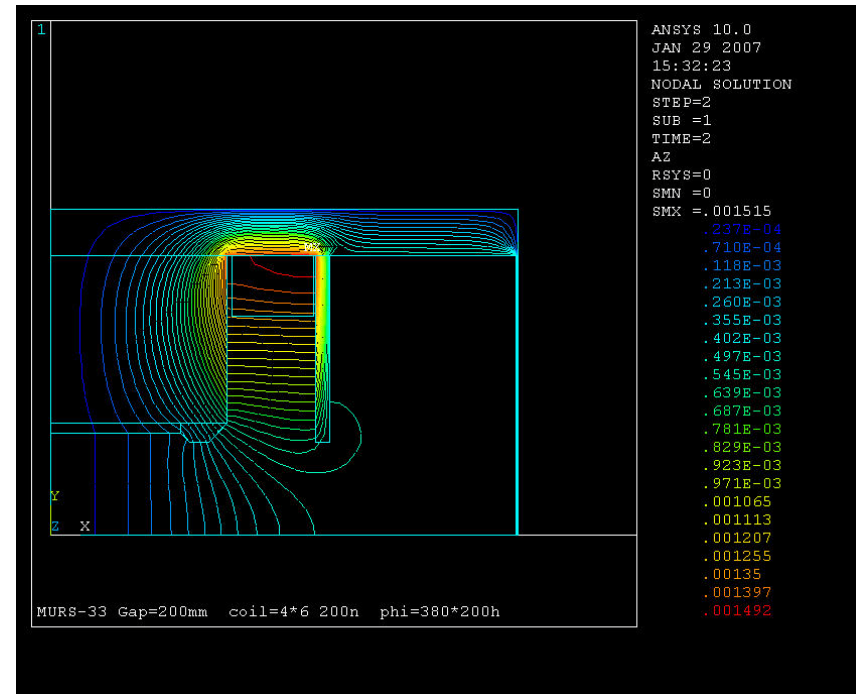 1
ANSYS 10.0
JAN 29 2007
15:32:23
NODAL SOLUTION
STEP=2
SUB =1
TIME=2
AZ
RSYS=0
SMN =0
SMX =.001515
.237E-04
.710E-04
.118E-03
.213E-03
.260E-03
.355E-03
.402E-03
.497E-03
.545E-03
.639E-03
.687E-03
.781E-03
.829E-03
.923E-03
.971E-03
.001065
.001113
.001207
.001255
.00135
.001397
.001492
Y
Z X
MURS-33 Gap=200mm coil=4*6 200n phi=380*200h